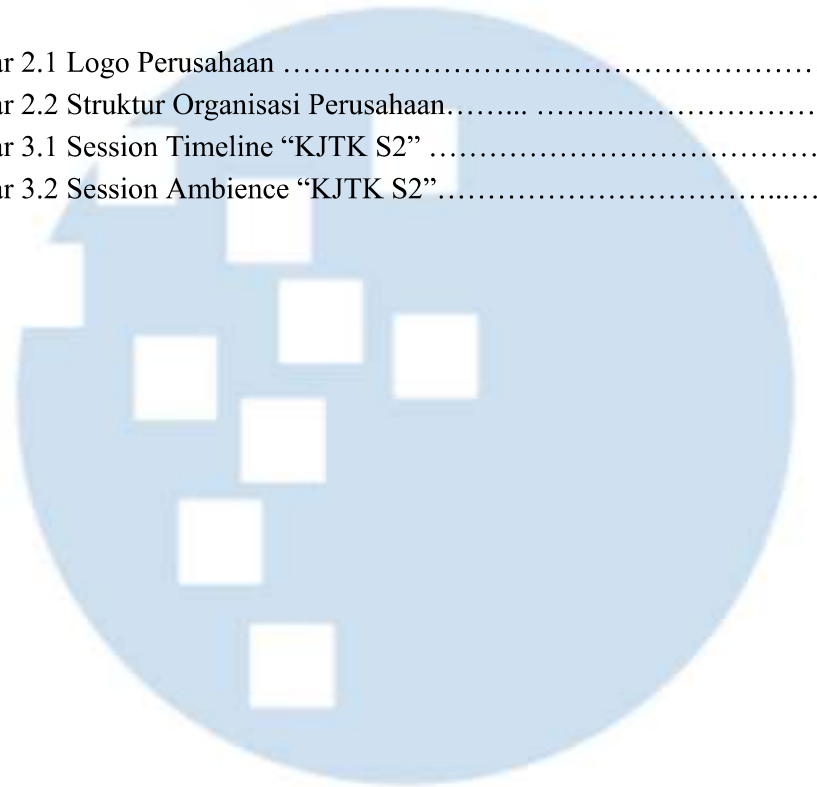 ar 2.1 Logo Perusahaan ……………………………………………
ar 2.2 Struktur Organisasi Perusahaan…….. ………………………
ar 3.1 Session Timeline “KJTK S2” …………………………………
ar 3.2 Session Ambience “KJTK S2”……………………………...…